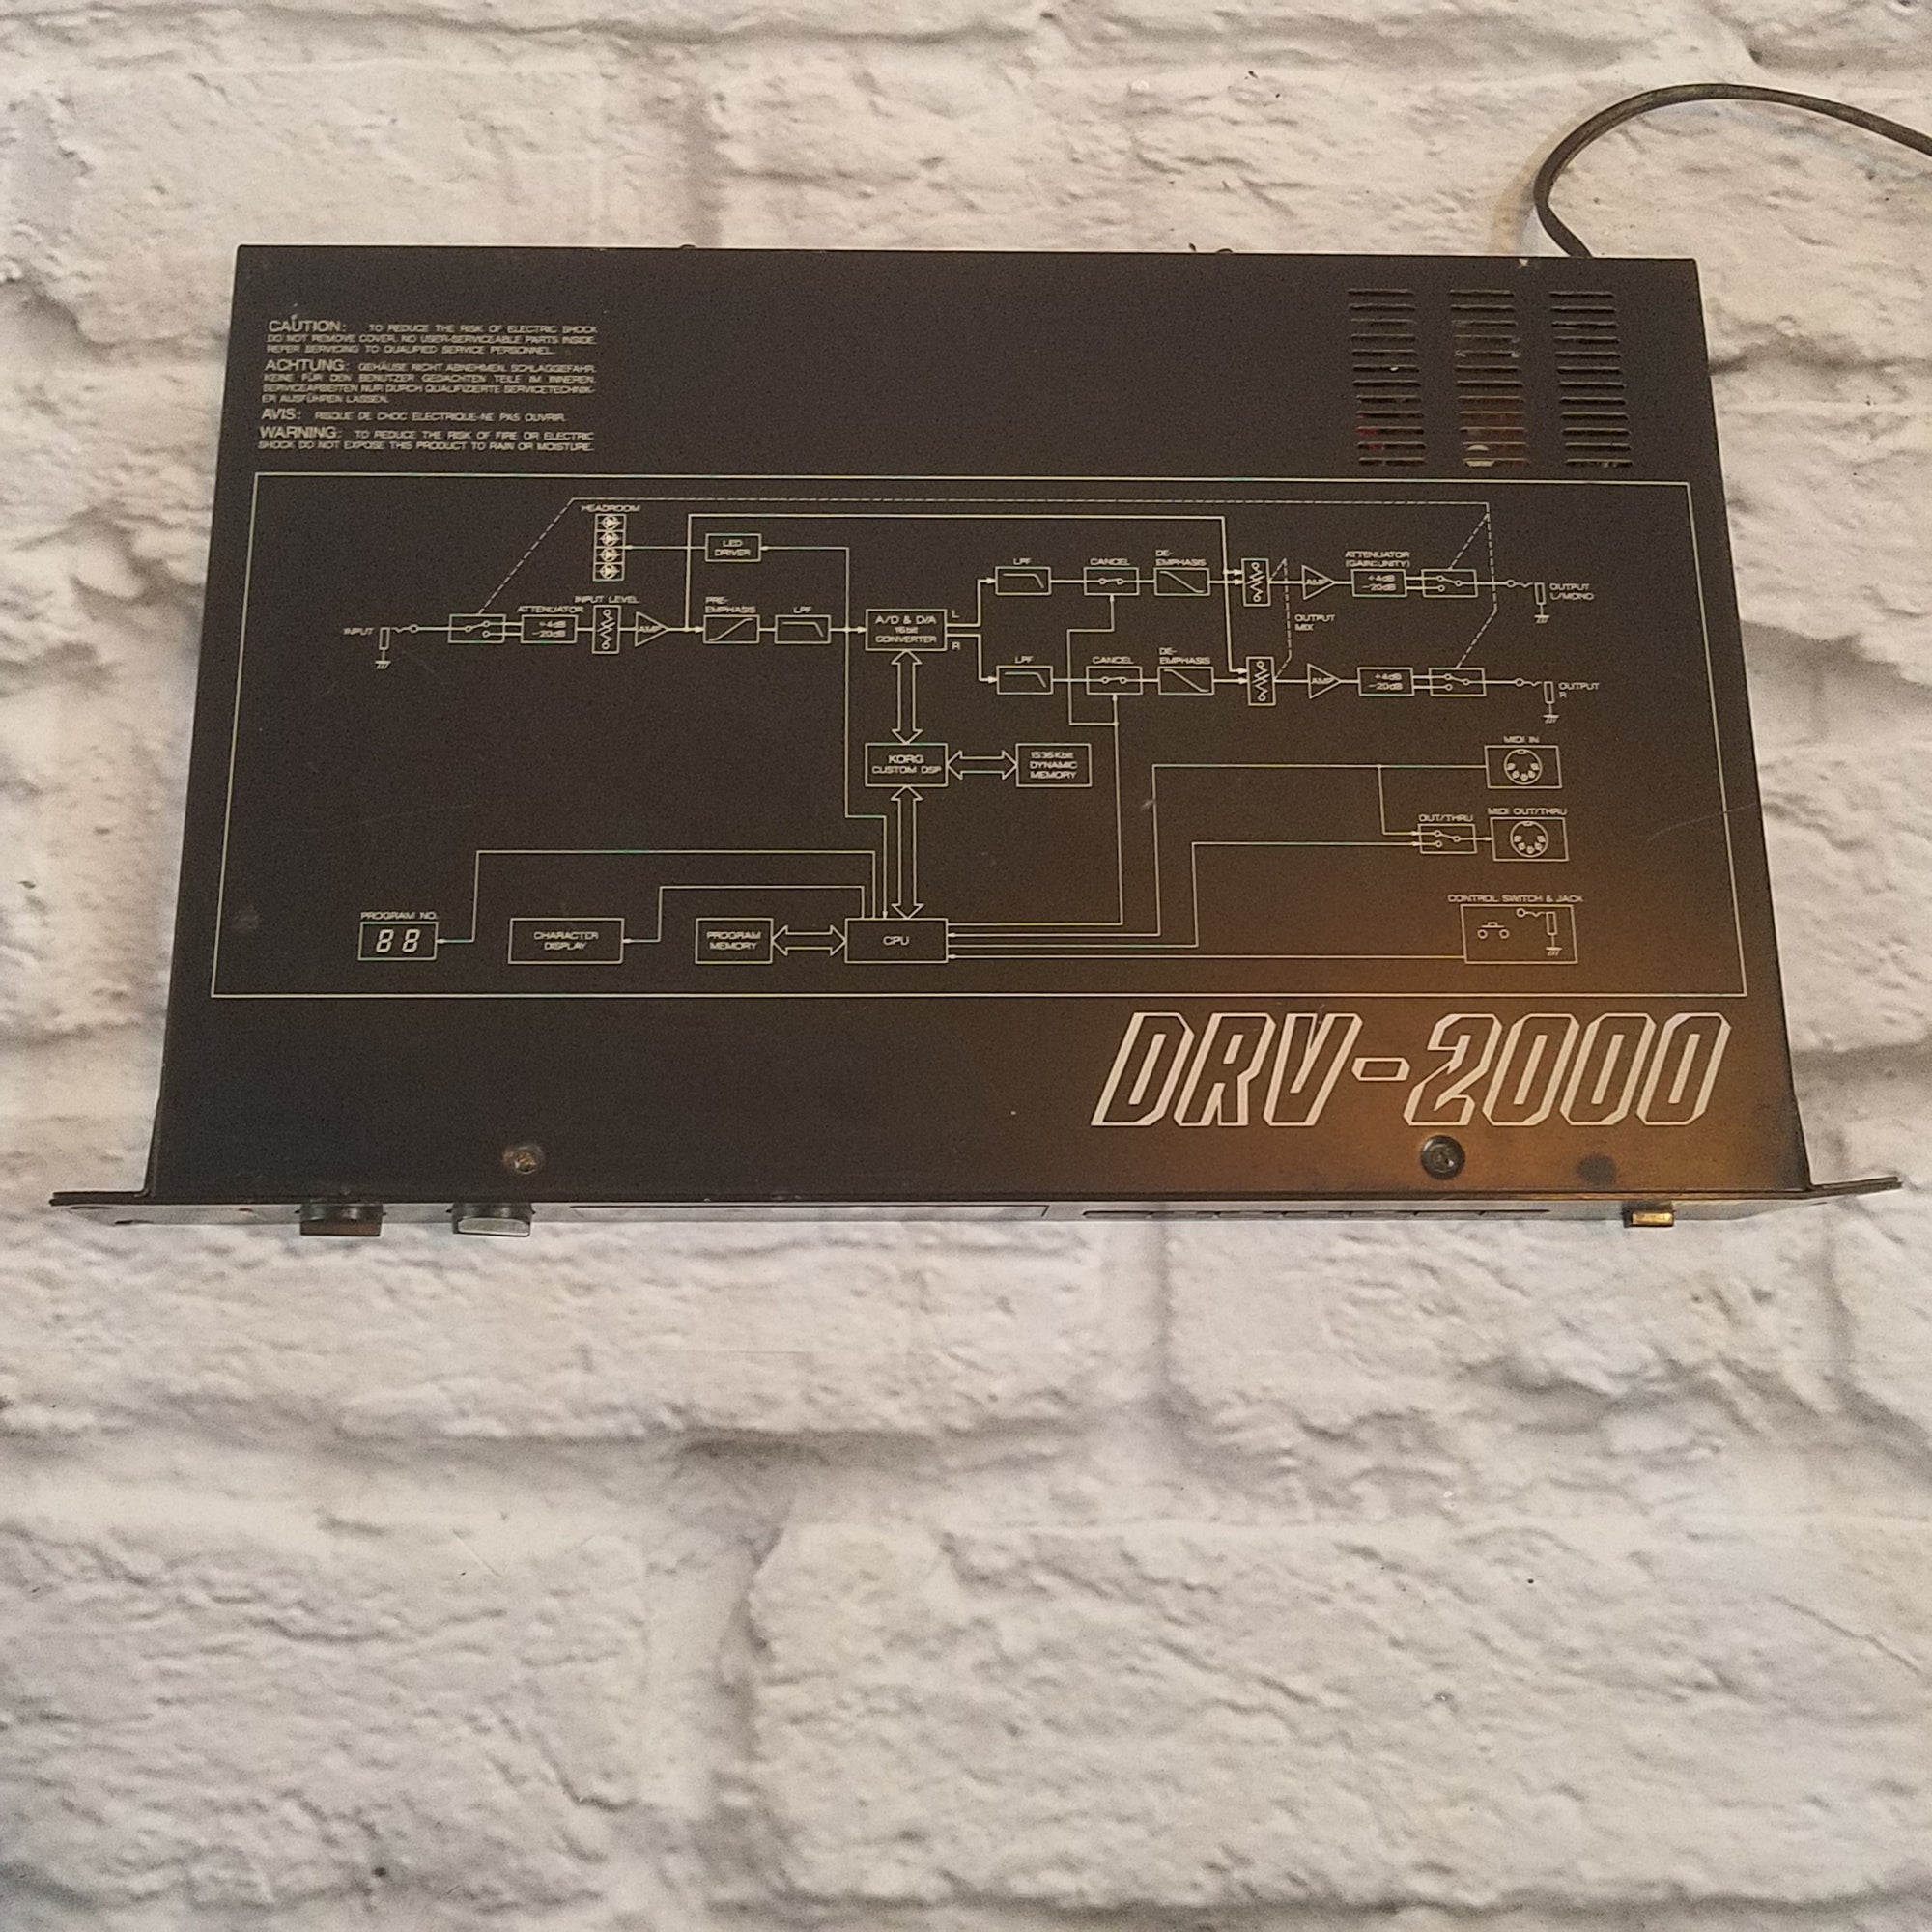 CAUTION: TO REDUCE THE RISK OF ELECTRIC SHOCK
DO NOT REMOVE COVER. NO USER-SERVICEABLE PARTS INSIDE.
REFER SERVICING TO QUALIFIED SERVICE PERSONNEL.
ACHTUNG: GEHÄUSE NICHT ABNEHMEN. SCHLAGGEFAHR.
KEINE FÜR DEN BENUTZER GEDACHTEN TEILE IM INNEREN.
SERVICEARBEITEN NUR DURCH QUALIFIZIERTE SERVICETECHNIK-
ER AUSFÜHREN LASSEN.
AVIS: RISQUE DE CHOC ELECTRIQUE-NE PAS OUVRIR.
WARNING: TO REDUCE THE RISK OF FIRE OR ELECTRIC
SHOCK DO NOT EXPOSE THIS PRODUCT TO RAIN OR MOISTURE.
HEADROOM
LED
DRIVER
INPUT
ATTENUATOR
+4dB
-20dB
INPUT LEVEL
AMP
PRE-
EMPHASIS
LPF
A/D & D/A
16bit
CONVERTER
L
R
LPF
CANCEL
DE-
EMPHASIS
AMP
ATTENUATOR
(GAIN:UNITY)
+4dB
-20dB
OUTPUT
L/MONO
OUTPUT
MIX
LPF
CANCEL
DE-
EMPHASIS
AMP
+4dB
-20dB
OUTPUT
R
KORG
CUSTOM DSP
1536Kbit
DYNAMIC
MEMORY
MIDI IN
OUT/THRU
MIDI OUT/THRU
PROGRAM NO.
88
CHARACTER
DISPLAY
PROGRAM
MEMORY
CPU
CONTROL SWITCH & JACK
DRV-2000